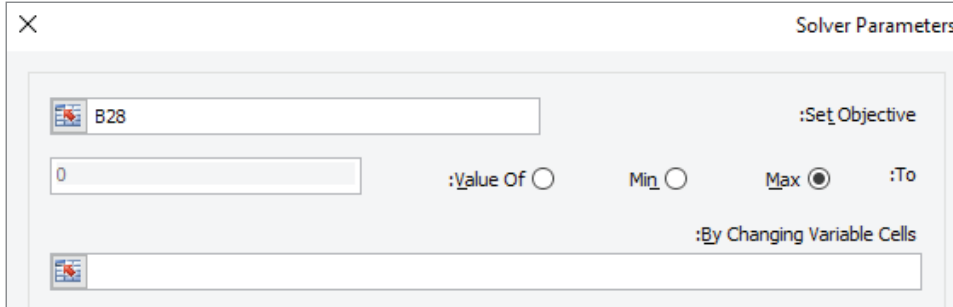 Solver Parameters
:Set Objective B28
:To Max Min :Value Of 0
:By Changing Variable Cells